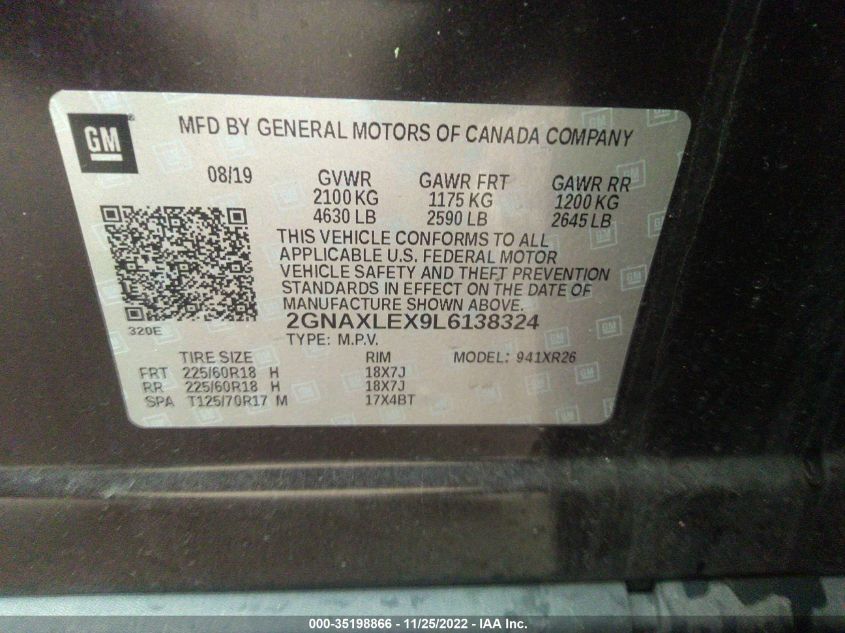 GM
MFD BY GENERAL MOTORS OF CANADA COMPANY
08/19 GVWR GAWR FRT GAWR RR
2100 KG 1175 KG 1200 KG
4630 LB 2590 LB 2645 LB
THIS VEHICLE CONFORMS TO ALL
APPLICABLE U.S. FEDERAL MOTOR
VEHICLE SAFETY AND THEFT PREVENTION
STANDARDS IN EFFECT ON THE DATE OF
MANUFACTURE SHOWN ABOVE.
320E
2GNAXLEX9L6138324
TYPE: M.P.V.
TIRE SIZE RIM MODEL: 941XR26
FRT 225/60R18 H 18X7J
RR 225/60R18 H 18X7J
SPA T125/70R17 M 17X4BT
000-35198866 - 11/25/2022 - IAA Inc.